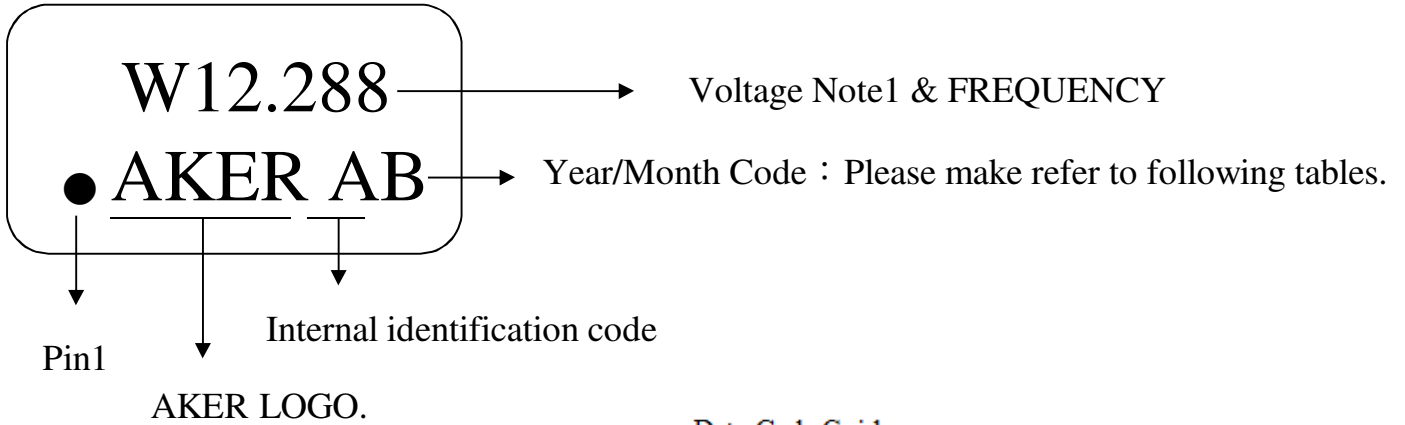 W12.288
Voltage Note1 & FREQUENCY
AKER AB
Year/Month Code：Please make refer to following tables.
Internal identification code
Pin1
AKER LOGO.